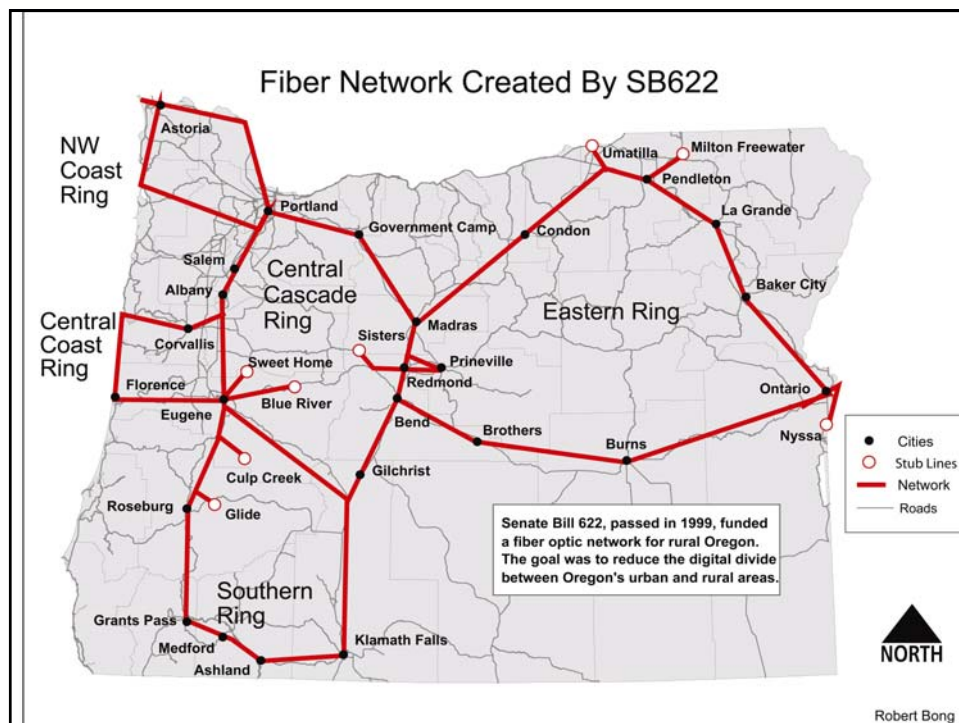 Fiber Network Created By SB622
Astoria
NW
Coast
Ring
Umatilla
Milton Freewater
Pendleton
Portland
La Grande
Government Camp
Condon
Salem
Central
Cascade
Ring
Albany
Baker City
Eastern Ring
Central
Coast
Ring
Madras
Sisters
Corvallis
Sweet Home
Prineville
Redmond
Florence
Blue River
Ontario
Eugene
Bend
Brothers
Nyssa
Burns
Culp Creek
Gilchrist
Roseburg
Glide
Cities
Stub Lines
Network
Roads
Senate Bill 622, passed in 1999, funded
a fiber optic network for rural Oregon.
The goal was to reduce the digital divide
between Oregon's urban and rural areas.
Southern
Ring
Grants Pass
Medford
Ashland
Klamath Falls
NORTH
Robert Bong